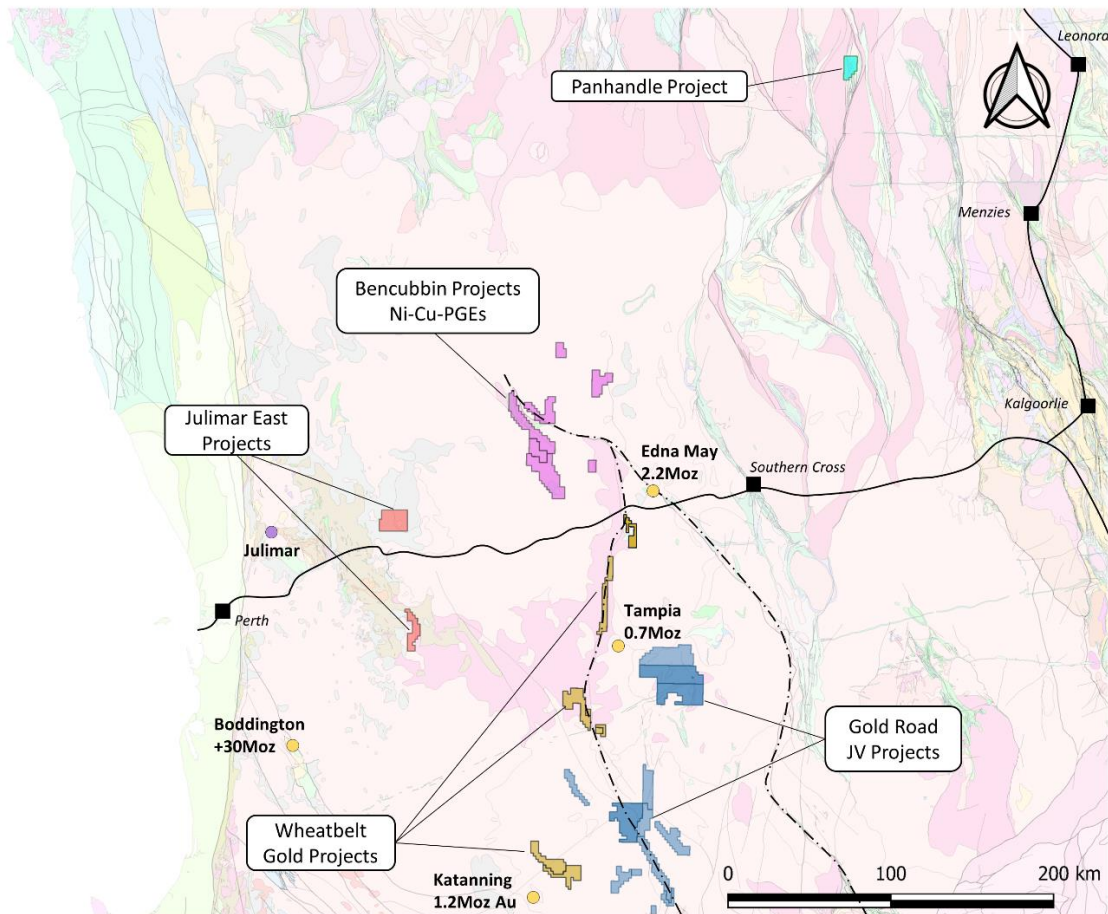 Leonora
Panhandle Project
Menzies
Bencubbin Projects
Ni-Cu-PGEs
Kalgoorlie
Julimar East
Projects
Edna May
2.2Moz
Southern Cross
Julimar
Perth
Tampia
0.7Moz
Boddington
+30Moz
Gold Road
JV Projects
Wheatbelt
Gold Projects
Katanning
1.2Moz Au
0 100 200 km